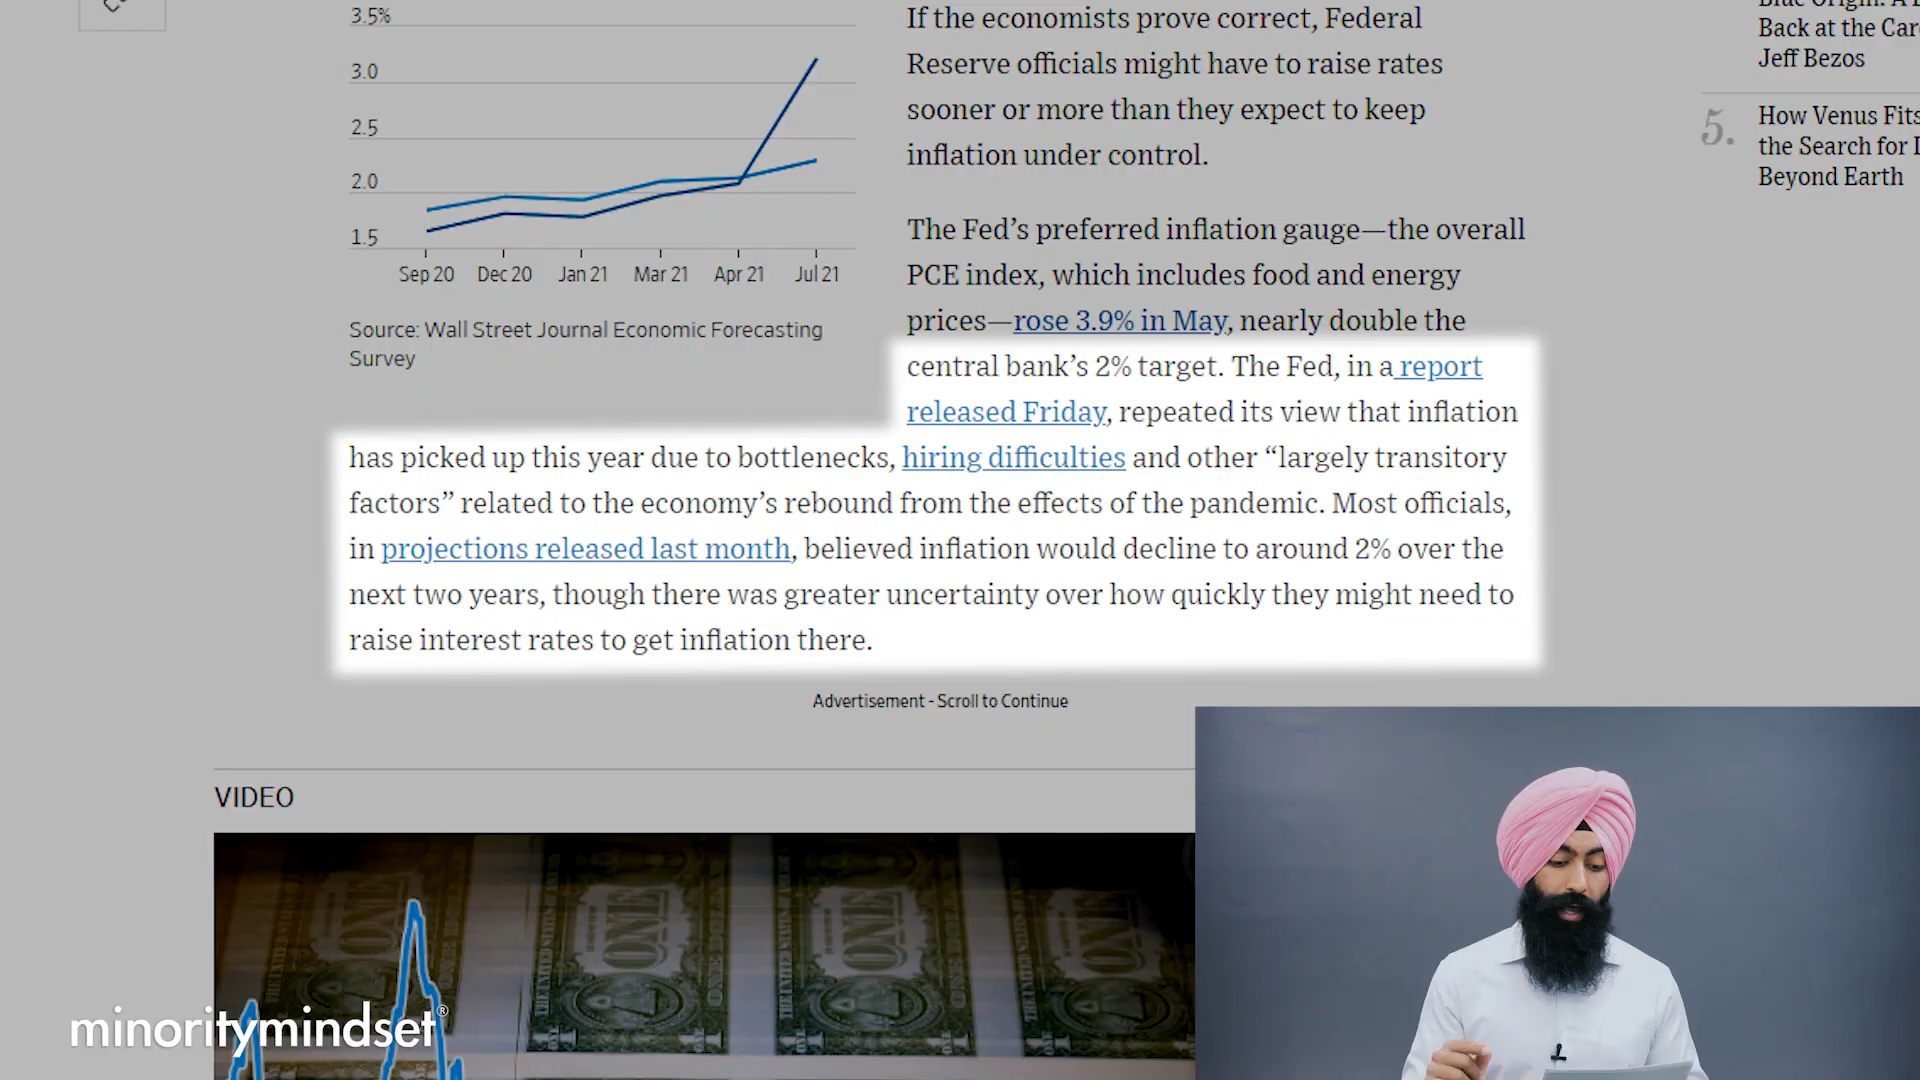 3.5%
3.0
2.5
2.0
1.5
Sep 20 Dec 20 Jan 21 Mar 21 Apr 21 Jul 21
Source: Wall Street Journal Economic Forecasting
Survey
If the economists prove correct, Federal
Reserve officials might have to raise rates
sooner or more than they expect to keep
inflation under control.
The Fed’s preferred inflation gauge—the overall
PCE index, which includes food and energy
prices—rose 3.9% in May, nearly double the
central bank’s 2% target. The Fed, in a report
released Friday, repeated its view that inflation
has picked up this year due to bottlenecks, hiring difficulties and other “largely transitory
factors” related to the economy’s rebound from the effects of the pandemic. Most officials,
in projections released last month, believed inflation would decline to around 2% over the
next two years, though there was greater uncertainty over how quickly they might need to
raise interest rates to get inflation there.
Back at the
Jeff Bezos
5.
How Venus Fits
the Search for
Beyond Earth
Advertisement - Scroll to Continue
VIDEO
ONE
ONE
ONE
ONE
minoritymindset®